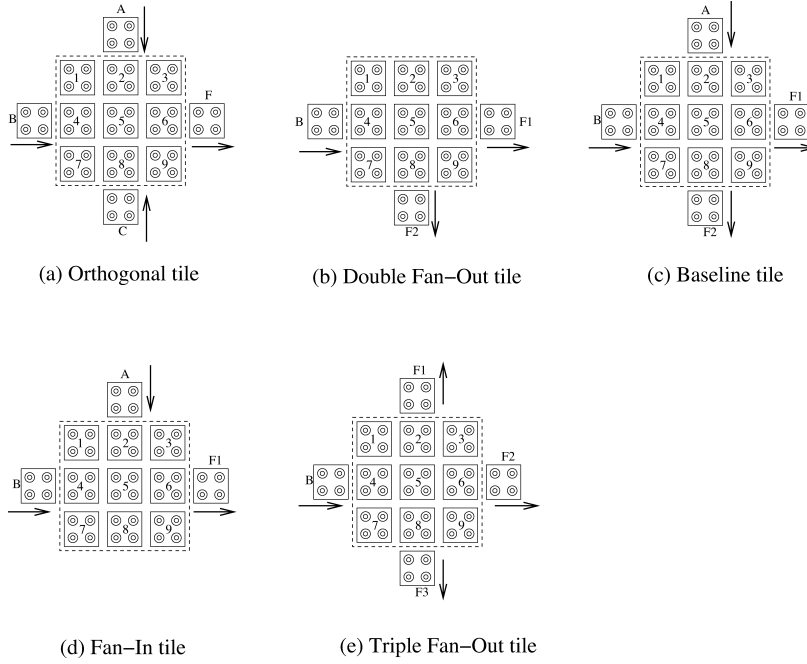 A
1 2 3
B 4 5 6 F
7 8 9
C
(a) Orthogonal tile
1 2 3
B 4 5 6 F1
7 8 9
F2
(b) Double Fan−Out tile
A
1 2 3
B 4 5 6 F1
7 8 9
F2
(c) Baseline tile
A
1 2 3
B 4 5 6 F1
7 8 9
(d) Fan−In tile
F1
1 2 3
B 4 5 6 F2
7 8 9
F3
(e) Triple Fan−Out tile